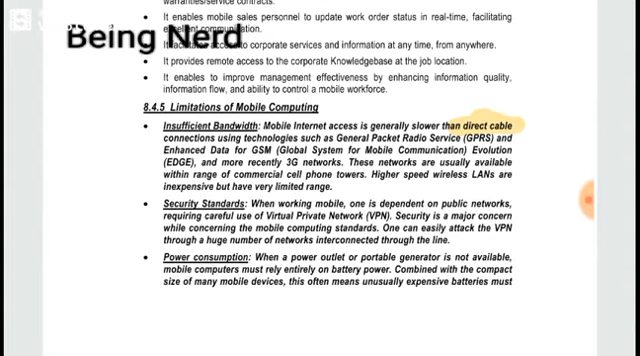 warranties/service contracts.
• It enables mobile sales personnel to update work order status in real-time, facilitating
excellent communication.
Being Nerd
• It facilitates access to corporate services and information at any time, from anywhere.
• It provides remote access to the corporate Knowledgebase at the job location.
• It enables to improve management effectiveness by enhancing information quality,
information flow, and ability to control a mobile workforce.
8.4.5 Limitations of Mobile Computing
• Insufficient Bandwidth: Mobile Internet access is generally slower than direct cable
connections using technologies such as General Packet Radio Service (GPRS) and
Enhanced Data for GSM (Global System for Mobile Communication) Evolution
(EDGE), and more recently 3G networks. These networks are usually available
within range of commercial cell phone towers. Higher speed wireless LANs are
inexpensive but have very limited range.
• Security Standards: When working mobile, one is dependent on public networks,
requiring careful use of Virtual Private Network (VPN). Security is a major concern
while concerning the mobile computing standards. One can easily attack the VPN
through a huge number of networks interconnected through the line.
• Power consumption: When a power outlet or portable generator is not available,
mobile computers must rely entirely on battery power. Combined with the compact
size of many mobile devices, this often means unusually expensive batteries must